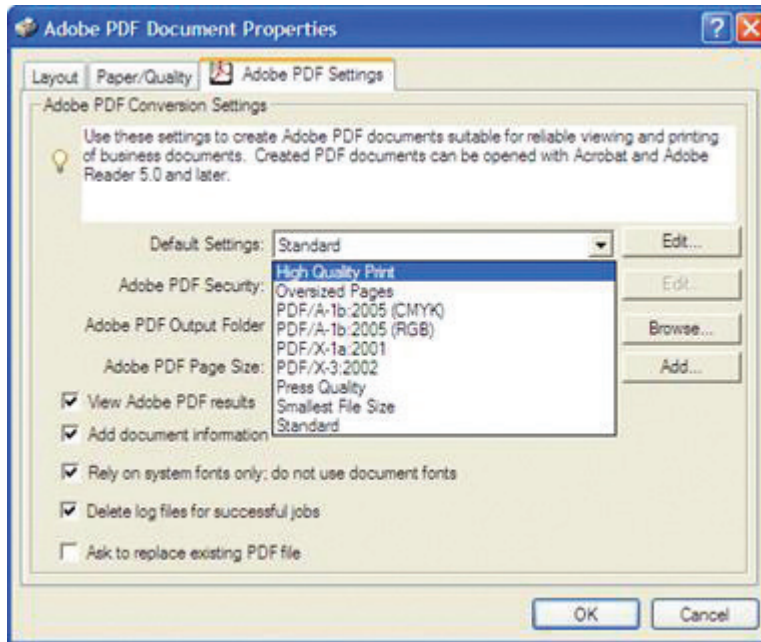 Adobe PDF Document Properties
Layout Paper/Quality Adobe PDF Settings
Adobe PDF Conversion Settings
Use these settings to create Adobe PDF documents suitable for reliable viewing and printing
of business documents. Created PDF documents can be opened with Acrobat and Adobe
Reader 5.0 and later.
Default Settings: Standard Edit...
High Quality Print
Adobe PDF Security: Edit...
Oversized Pages
PDF/A-1b:2005 (CMYK)
Adobe PDF Output Folder Browse...
PDF/A-1b:2005 (RGB)
PDF/X-1a:2001
Adobe PDF Page Size: Add...
PDF/X-3:2002
Press Quality
View Adobe PDF results
Smallest File Size
Standard
Add document information
Rely on system fonts only; do not use document fonts
Delete log files for successful jobs
Ask to replace existing PDF file
OK Cancel